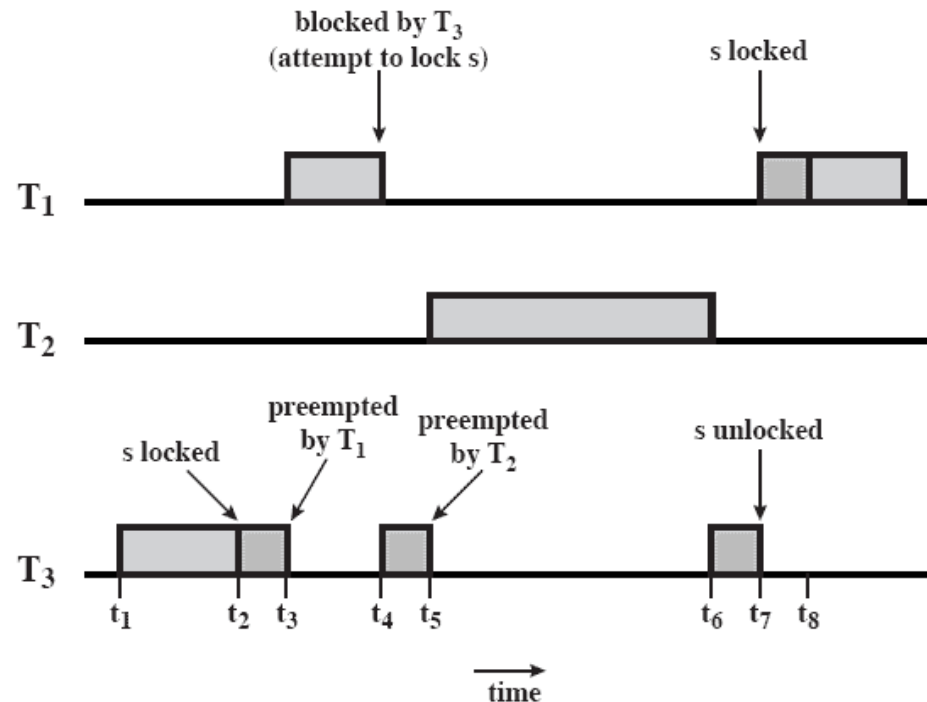 blocked by T3
(attempt to lock s)
s locked
T1
T2
preempted
by T1
preempted
by T2
s locked
s unlocked
T3
t1 t2 t3 t4 t5 t6 t7 t8
time